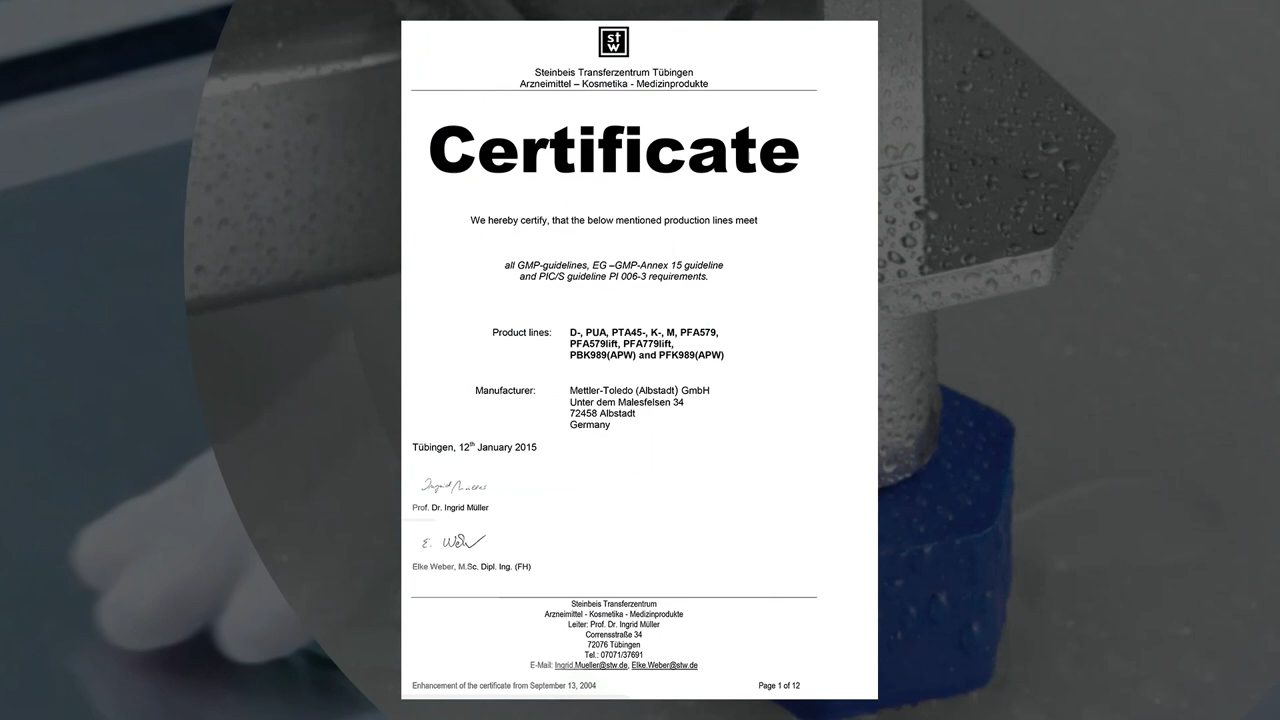 st
w
Steinbeis Transferzentrum Tübingen
Arzneimittel – Kosmetika - Medizinprodukte
Certificate
We hereby certify, that the below mentioned production lines meet
all GMP-guidelines, EG –GMP-Annex 15 guideline
and PIC/S guideline PI 006-3 requirements.
Product lines: D-, PUA, PTA45-, K-, M, PFA579,
PFA579lift, PFA779lift,
PBK989(APW) and PFK989(APW)
Manufacturer: Mettler-Toledo (Albstadt) GmbH
Unter dem Malesfelsen 34
72458 Albstadt
Germany
Tübingen, 12th January 2015
Ingrid Müller
Prof. Dr. Ingrid Müller
E. Weber
Elke Weber, M.Sc. Dipl. Ing. (FH)
Steinbeis Transferzentrum
Arzneimittel - Kosmetika - Medizinprodukte
Leiter: Prof. Dr. Ingrid Müller
Corrensstraße 34
72076 Tübingen
Tel.: 07071/37691
E-Mail: Ingrid.Mueller@stw.de, Elke.Weber@stw.de
Enhancement of the certificate from September 13, 2004 Page 1 of 12